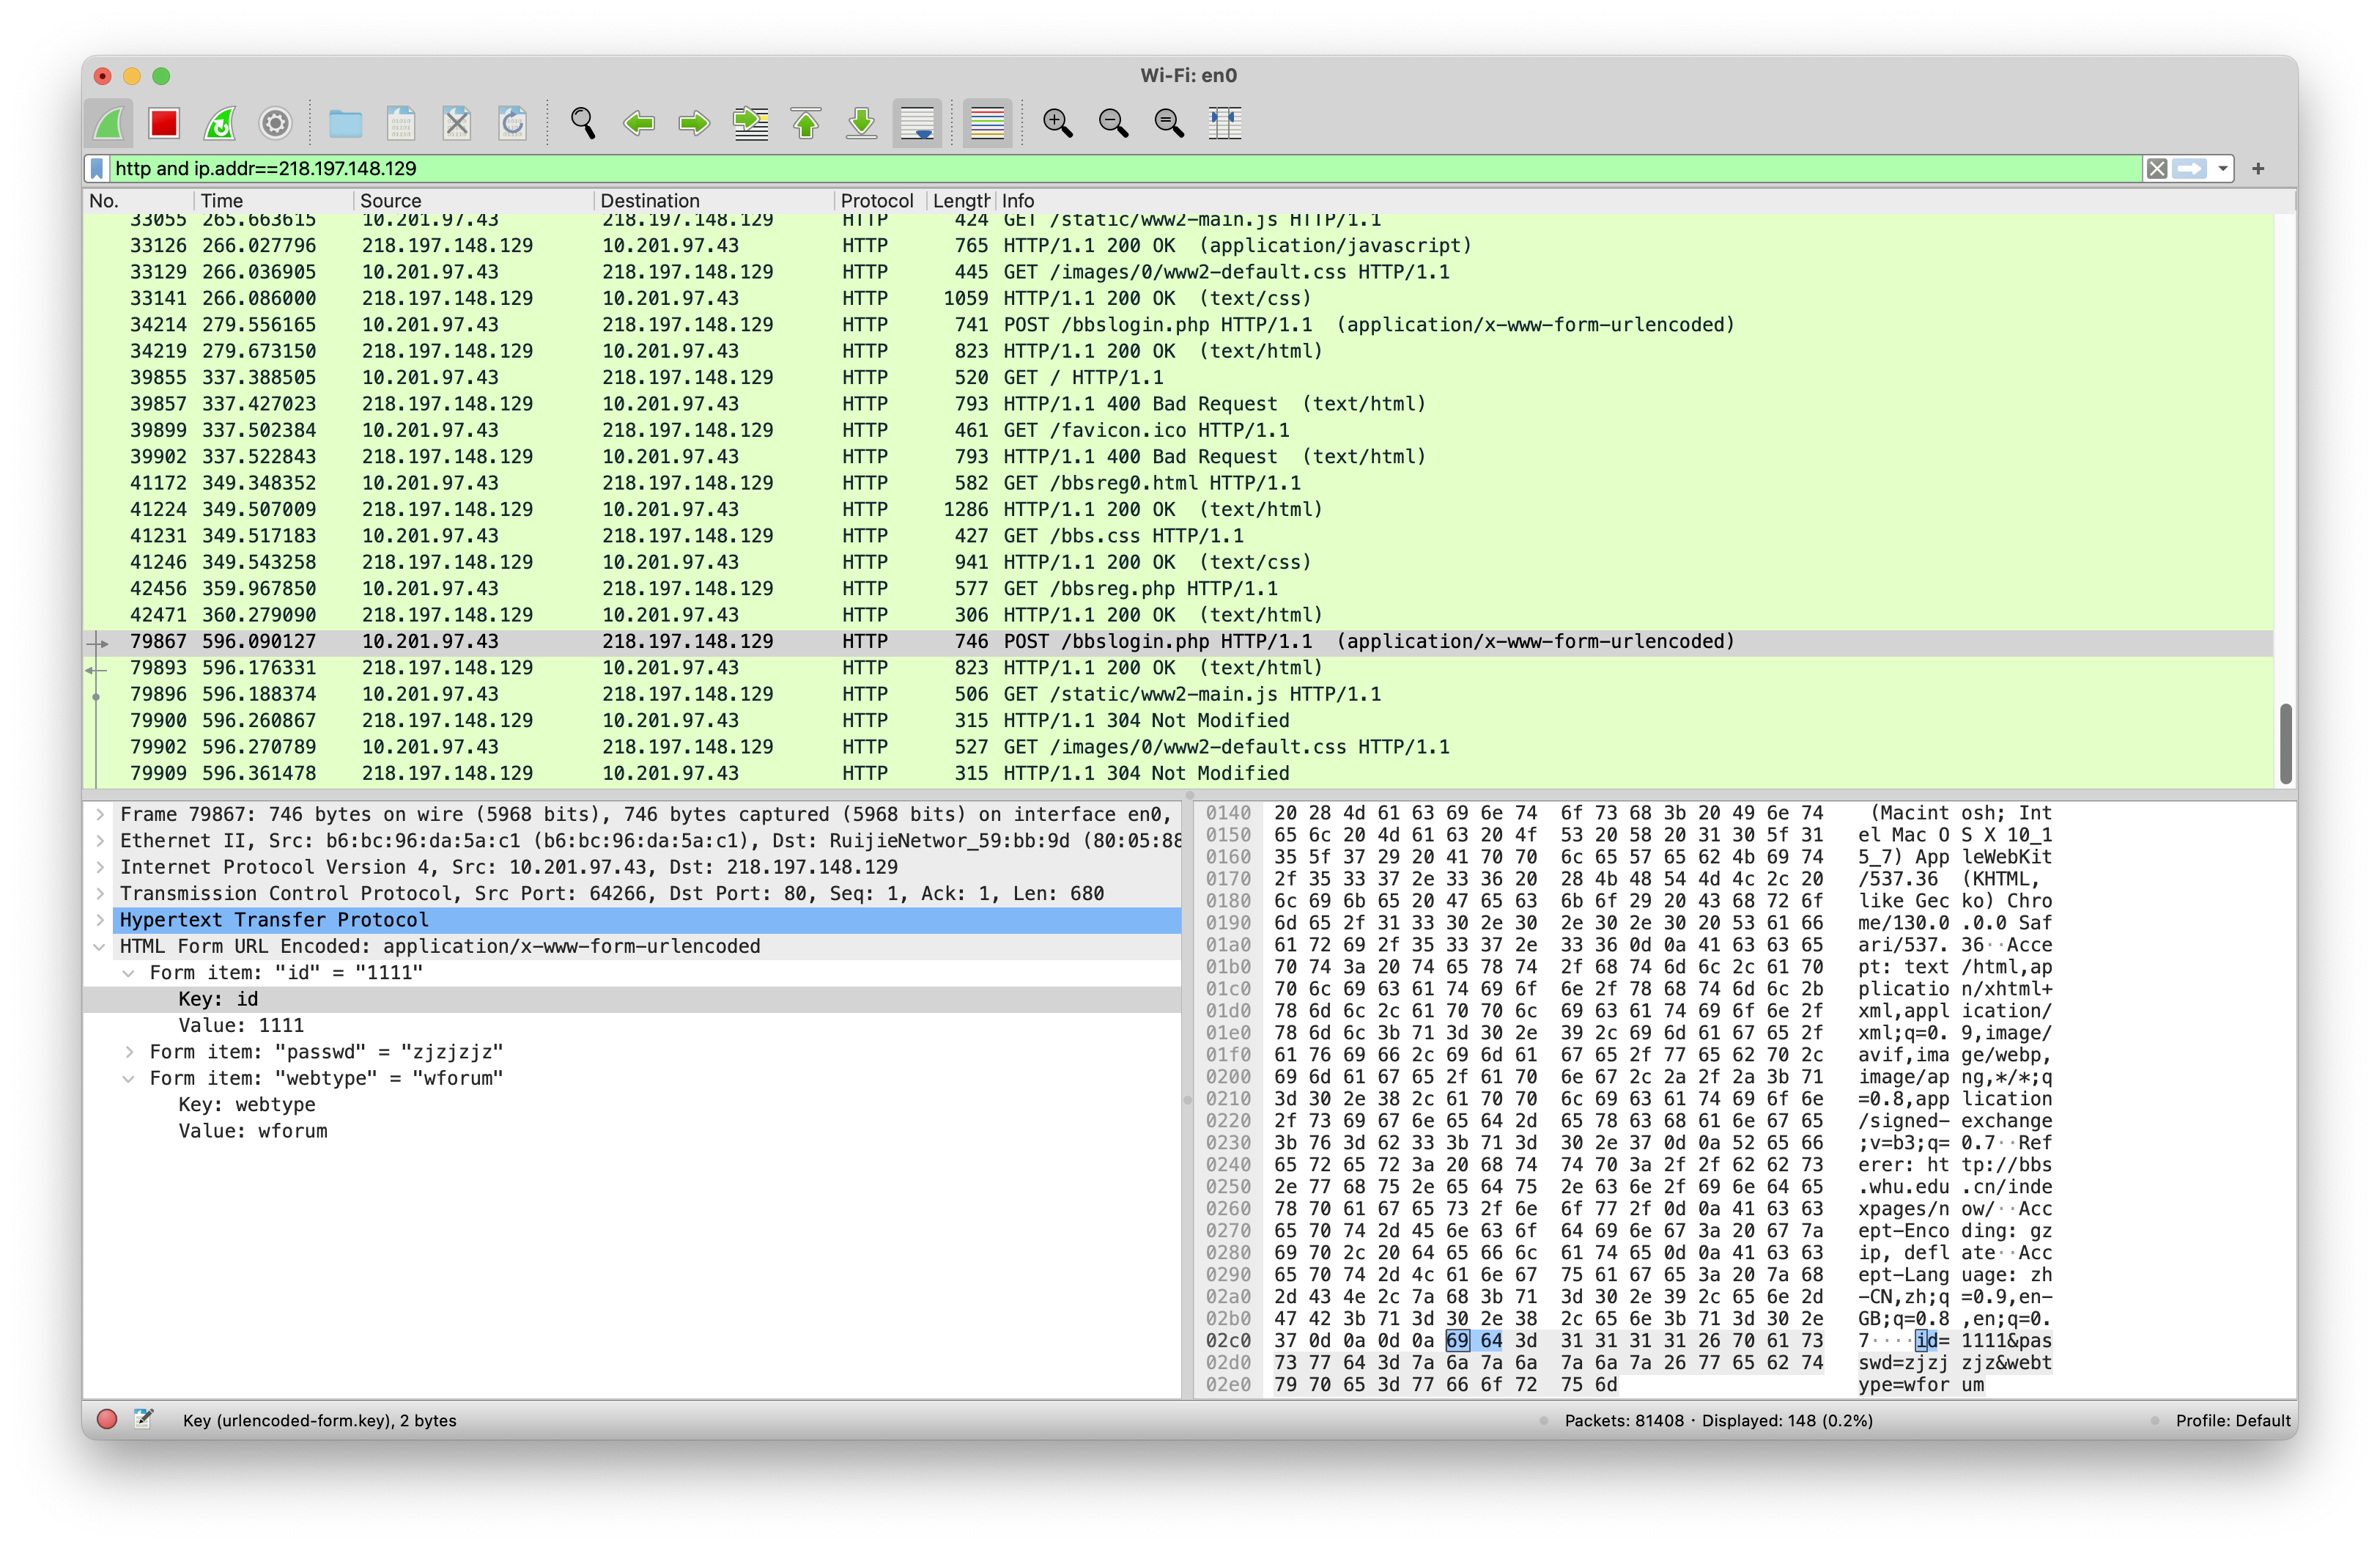 Wi-Fi: en0
http and ip.addr==218.197.148.129
No. Time Source Destination Protocol Length Info
33055 265.663615 10.201.97.43 218.197.148.129 HTTP 424 GET /static/www2-main.js HTTP/1.1
33126 266.027796 218.197.148.129 10.201.97.43 HTTP 765 HTTP/1.1 200 OK (application/javascript)
33129 266.036905 10.201.97.43 218.197.148.129 HTTP 445 GET /images/0/www2-default.css HTTP/1.1
33141 266.086000 218.197.148.129 10.201.97.43 HTTP 1059 HTTP/1.1 200 OK (text/css)
34214 279.556165 10.201.97.43 218.197.148.129 HTTP 741 POST /bbslogin.php HTTP/1.1 (application/x-www-form-urlencoded)
34219 279.673150 218.197.148.129 10.201.97.43 HTTP 823 HTTP/1.1 200 OK (text/html)
39855 337.388505 10.201.97.43 218.197.148.129 HTTP 520 GET / HTTP/1.1
39857 337.427023 218.197.148.129 10.201.97.43 HTTP 793 HTTP/1.1 400 Bad Request (text/html)
39899 337.502384 10.201.97.43 218.197.148.129 HTTP 461 GET /favicon.ico HTTP/1.1
39902 337.522843 218.197.148.129 10.201.97.43 HTTP 793 HTTP/1.1 400 Bad Request (text/html)
41172 349.348352 10.201.97.43 218.197.148.129 HTTP 582 GET /bbsreg0.html HTTP/1.1
41224 349.507009 218.197.148.129 10.201.97.43 HTTP 1286 HTTP/1.1 200 OK (text/html)
41231 349.517183 10.201.97.43 218.197.148.129 HTTP 427 GET /bbs.css HTTP/1.1
41246 349.543258 218.197.148.129 10.201.97.43 HTTP 941 HTTP/1.1 200 OK (text/css)
42456 359.967850 10.201.97.43 218.197.148.129 HTTP 577 GET /bbsreg.php HTTP/1.1
42471 360.279090 218.197.148.129 10.201.97.43 HTTP 306 HTTP/1.1 200 OK (text/html)
79867 596.090127 10.201.97.43 218.197.148.129 HTTP 746 POST /bbslogin.php HTTP/1.1 (application/x-www-form-urlencoded)
79893 596.176331 218.197.148.129 10.201.97.43 HTTP 823 HTTP/1.1 200 OK (text/html)
79896 596.188374 10.201.97.43 218.197.148.129 HTTP 506 GET /static/www2-main.js HTTP/1.1
79900 596.260867 218.197.148.129 10.201.97.43 HTTP 315 HTTP/1.1 304 Not Modified
79902 596.270789 10.201.97.43 218.197.148.129 HTTP 527 GET /images/0/www2-default.css HTTP/1.1
79909 596.361478 218.197.148.129 10.201.97.43 HTTP 315 HTTP/1.1 304 Not Modified
Frame 79867: 746 bytes on wire (5968 bits), 746 bytes captured (5968 bits) on interface en0,
Ethernet II, Src: b6:bc:96:da:5a:c1 (b6:bc:96:da:5a:c1), Dst: RuijieNetwor_59:bb:9d (80:05:88
Internet Protocol Version 4, Src: 10.201.97.43, Dst: 218.197.148.129
Transmission Control Protocol, Src Port: 64266, Dst Port: 80, Seq: 1, Ack: 1, Len: 680
Hypertext Transfer Protocol
HTML Form URL Encoded: application/x-www-form-urlencoded
Form item: "id" = "1111"
Key: id
Value: 1111
Form item: "passwd" = "zjzjzjz"
Form item: "webtype" = "wforum"
Key: webtype
Value: wforum
0140 20 28 4d 61 63 69 6e 74 6f 73 68 3b 20 49 6e 74 (Macint osh; Int
0150 65 6c 20 4d 61 63 20 4f 53 20 58 20 31 30 5f 31 el Mac O S X 10_1
0160 35 5f 37 29 20 41 70 70 6c 65 57 65 62 4b 69 74 5_7) App leWebKit
0170 2f 35 33 37 2e 33 36 20 28 4b 48 54 4d 4c 2c 20 /537.36 (KHTML,
0180 6c 69 6b 65 20 47 65 63 6b 6f 29 20 43 68 72 6f like Gec ko) Chro
0190 6d 65 2f 31 33 30 2e 30 2e 30 2e 30 20 53 61 66 me/130.0 .0.0 Saf
01a0 61 72 69 2f 35 33 37 2e 33 36 0d 0a 41 63 63 65 ari/537. 36··Acce
01b0 70 74 3a 20 74 65 78 74 2f 68 74 6d 6c 2c 61 70 pt: text /html,ap
01c0 70 6c 69 63 61 74 69 6f 6e 2f 78 68 74 6d 6c 2b plicatio n/xhtml+
01d0 78 6d 6c 2c 61 70 70 6c 69 63 61 74 69 6f 6e 2f xml,appl ication/
01e0 78 6d 6c 3b 71 3d 30 2e 39 2c 69 6d 61 67 65 2f xml;q=0. 9,image/
01f0 61 76 69 66 2c 69 6d 61 67 65 2f 77 65 62 70 2c avif,ima ge/webp,
0200 69 6d 61 67 65 2f 61 70 6e 67 2c 2a 2f 2a 3b 71 image/ap ng,*/*;q
0210 3d 30 2e 38 2c 61 70 70 6c 69 63 61 74 69 6f 6e =0.8,app lication
0220 2f 73 69 67 6e 65 64 2d 65 78 63 68 61 6e 67 65 /signed- exchange
0230 3b 76 3d 62 33 3b 71 3d 30 2e 37 0d 0a 52 65 66 ;v=b3;q= 0.7··Ref
0240 65 72 65 72 3a 20 68 74 74 70 3a 2f 2f 62 62 73 erer: ht tp://bbs
0250 2e 77 68 75 2e 65 64 75 2e 63 6e 2f 69 6e 64 65 .whu.edu .cn/inde
0260 78 70 61 67 65 73 2f 6e 6f 77 2f 0d 0a 41 63 63 xpages/n ow/··Acc
0270 65 70 74 2d 45 6e 63 6f 64 69 6e 67 3a 20 67 7a ept-Enco ding: gz
0280 69 70 2c 20 64 65 66 6c 61 74 65 0d 0a 41 63 63 ip, defl ate··Acc
0290 65 70 74 2d 4c 61 6e 67 75 61 67 65 3a 20 7a 68 ept-Lang uage: zh
02a0 2d 43 4e 2c 7a 68 3b 71 3d 30 2e 39 2c 65 6e 2d -CN,zh;q =0.9,en-
02b0 47 42 3b 71 3d 30 2e 38 2c 65 6e 3b 71 3d 30 2e GB;q=0.8 ,en;q=0.
02c0 37 0d 0a 0d 0a 69 64 3d 31 31 31 31 26 70 61 73 7····id= 1111&pas
02d0 73 77 64 3d 7a 6a 7a 6a 7a 6a 7a 26 77 65 62 74 swd=zjzj zjz&webt
02e0 79 70 65 3d 77 66 6f 72 75 6d ype=wfor um
Key (urlencoded-form.key), 2 bytes
Packets: 81408 · Displayed: 148 (0.2%)
Profile: Default